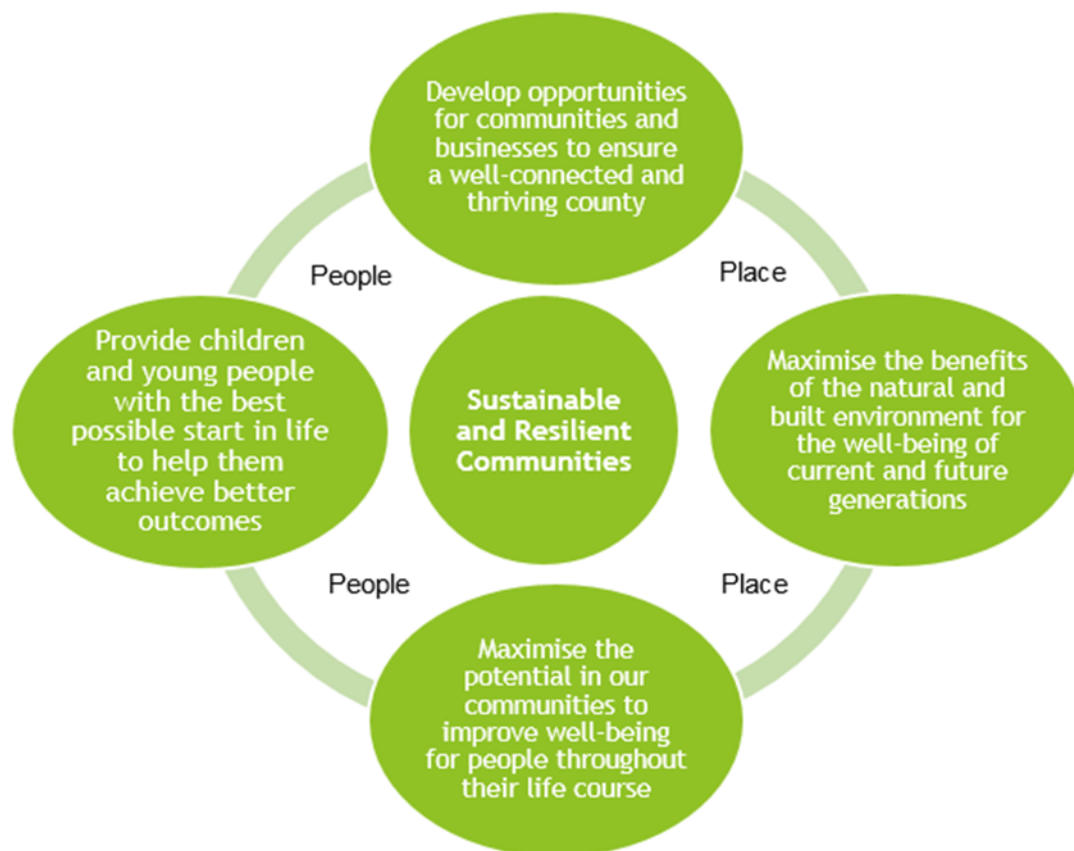 Develop opportunities
for communities and
businesses to ensure
a well-connected and
thriving county
People
Place
Provide children
and young people
with the best
possible start in life
to help them
achieve better
outcomes
Sustainable
and Resilient
Communities
Maximise the benefits
of the natural and
built environment for
the well-being of
current and future
generations
People
Place
Maximise the
potential in our
communities to
improve well-being
for people throughout
their life course